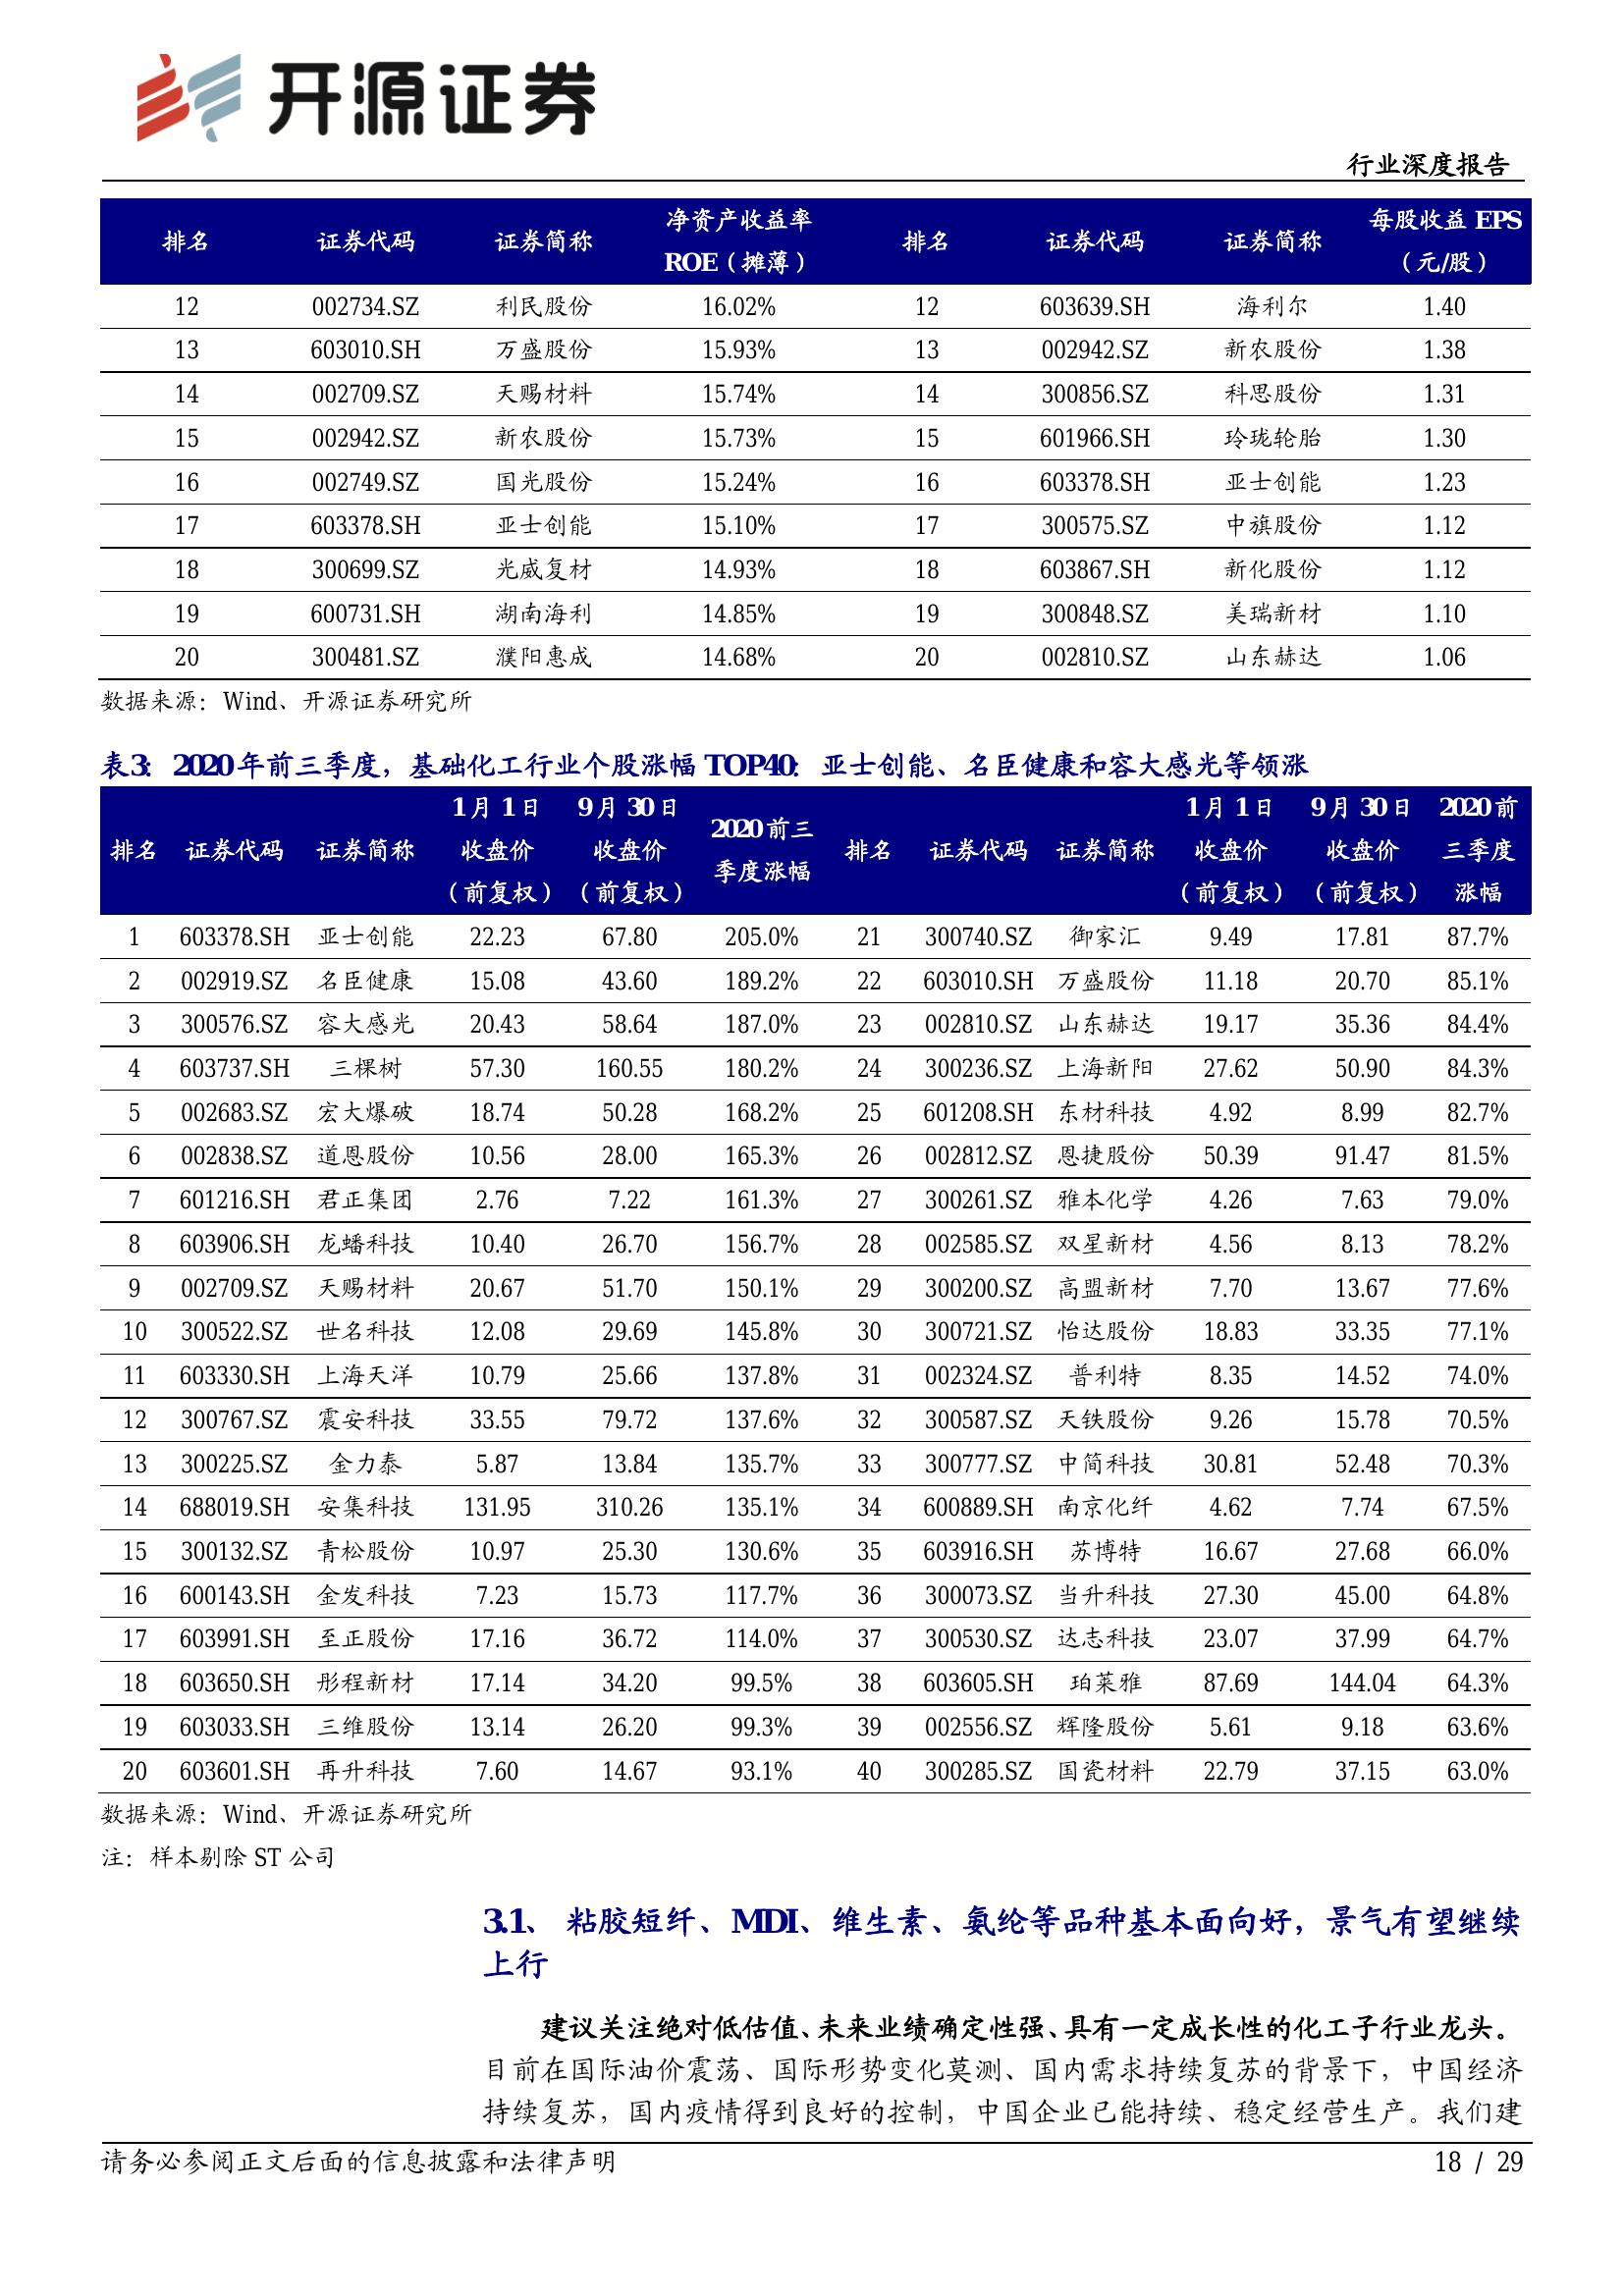 开源证券
行业深度报告
排名 证券代码 证券简称 净资产收益率 ROE（摊薄） 排名 证券代码 证券简称 每股收益 EPS （元/股）
12 002734.SZ 利民股份 16.02% 12 603639.SH 海利尔 1.40
13 603010.SH 万盛股份 15.93% 13 002942.SZ 新农股份 1.38
14 002709.SZ 天赐材料 15.74% 14 300856.SZ 科思股份 1.31
15 002942.SZ 新农股份 15.73% 15 601966.SH 玲珑轮胎 1.30
16 002749.SZ 国光股份 15.24% 16 603378.SH 亚士创能 1.23
17 603378.SH 亚士创能 15.10% 17 300575.SZ 中旗股份 1.12
18 300699.SZ 光威复材 14.93% 18 603867.SH 新化股份 1.12
19 600731.SH 湖南海利 14.85% 19 300848.SZ 美瑞新材 1.10
20 300481.SZ 濮阳惠成 14.68% 20 002810.SZ 山东赫达 1.06
数据来源：Wind、开源证券研究所
表3：2020年前三季度，基础化工行业个股涨幅 TOP40：亚士创能、名臣健康和容大感光等领涨
排名 证券代码 证券简称 1月1日收盘价（前复权） 9月30日收盘价（前复权） 2020前三季度涨幅 排名 证券代码 证券简称 1月1日收盘价（前复权） 9月30日收盘价（前复权） 2020前三季度涨幅
1 603378.SH 亚士创能 22.23 67.80 205.0% 21 300740.SZ 御家汇 9.49 17.81 87.7%
2 002919.SZ 名臣健康 15.08 43.60 189.2% 22 603010.SH 万盛股份 11.18 20.70 85.1%
3 300576.SZ 容大感光 20.43 58.64 187.0% 23 002810.SZ 山东赫达 19.17 35.36 84.4%
4 603737.SH 三棵树 57.30 160.55 180.2% 24 300236.SZ 上海新阳 27.62 50.90 84.3%
5 002683.SZ 宏大爆破 18.74 50.28 168.2% 25 601208.SH 东材科技 4.92 8.99 82.7%
6 002838.SZ 道恩股份 10.56 28.00 165.3% 26 002812.SZ 恩捷股份 50.39 91.47 81.5%
7 601216.SH 君正集团 2.76 7.22 161.3% 27 300261.SZ 雅本化学 4.26 7.63 79.0%
8 603906.SH 龙蟠科技 10.40 26.70 156.7% 28 002585.SZ 双星新材 4.56 8.13 78.2%
9 002709.SZ 天赐材料 20.67 51.70 150.1% 29 300200.SZ 高盟新材 7.70 13.67 77.6%
10 300522.SZ 世名科技 12.08 29.69 145.8% 30 300721.SZ 怡达股份 18.83 33.35 77.1%
11 603330.SH 上海天洋 10.79 25.66 137.8% 31 002324.SZ 普利特 8.35 14.52 74.0%
12 300767.SZ 震安科技 33.55 79.72 137.6% 32 300587.SZ 天铁股份 9.26 15.78 70.5%
13 300225.SZ 金力泰 5.87 13.84 135.7% 33 300777.SZ 中简科技 30.81 52.48 70.3%
14 688019.SH 安集科技 131.95 310.26 135.1% 34 600889.SH 南京化纤 4.62 7.74 67.5%
15 300132.SZ 青松股份 10.97 25.30 130.6% 35 603916.SH 苏博特 16.67 27.68 66.0%
16 600143.SH 金发科技 7.23 15.73 117.7% 36 300073.SZ 当升科技 27.30 45.00 64.8%
17 603991.SH 至正股份 17.16 36.72 114.0% 37 300530.SZ 达志科技 23.07 37.99 64.7%
18 603650.SH 彤程新材 17.14 34.20 99.5% 38 603605.SH 珀莱雅 87.69 144.04 64.3%
19 603033.SH 三维股份 13.14 26.20 99.3% 39 002556.SZ 辉隆股份 5.61 9.18 63.6%
20 603601.SH 再升科技 7.60 14.67 93.1% 40 300285.SZ 国瓷材料 22.79 37.15 63.0%
数据来源：Wind、开源证券研究所
注：样本剔除 ST 公司
3.1、 粘胶短纤、MDI、维生素、氨纶等品种基本面向好，景气有望继续
上行
建议关注绝对低估值、未来业绩确定性强、具有一定成长性的化工子行业龙头。
目前在国际油价震荡、国际形势变化莫测、国内需求持续复苏的背景下，中国经济
持续复苏，国内疫情得到良好的控制，中国企业已能持续、稳定经营生产。我们建
请务必参阅正文后面的信息披露和法律声明 18 / 29